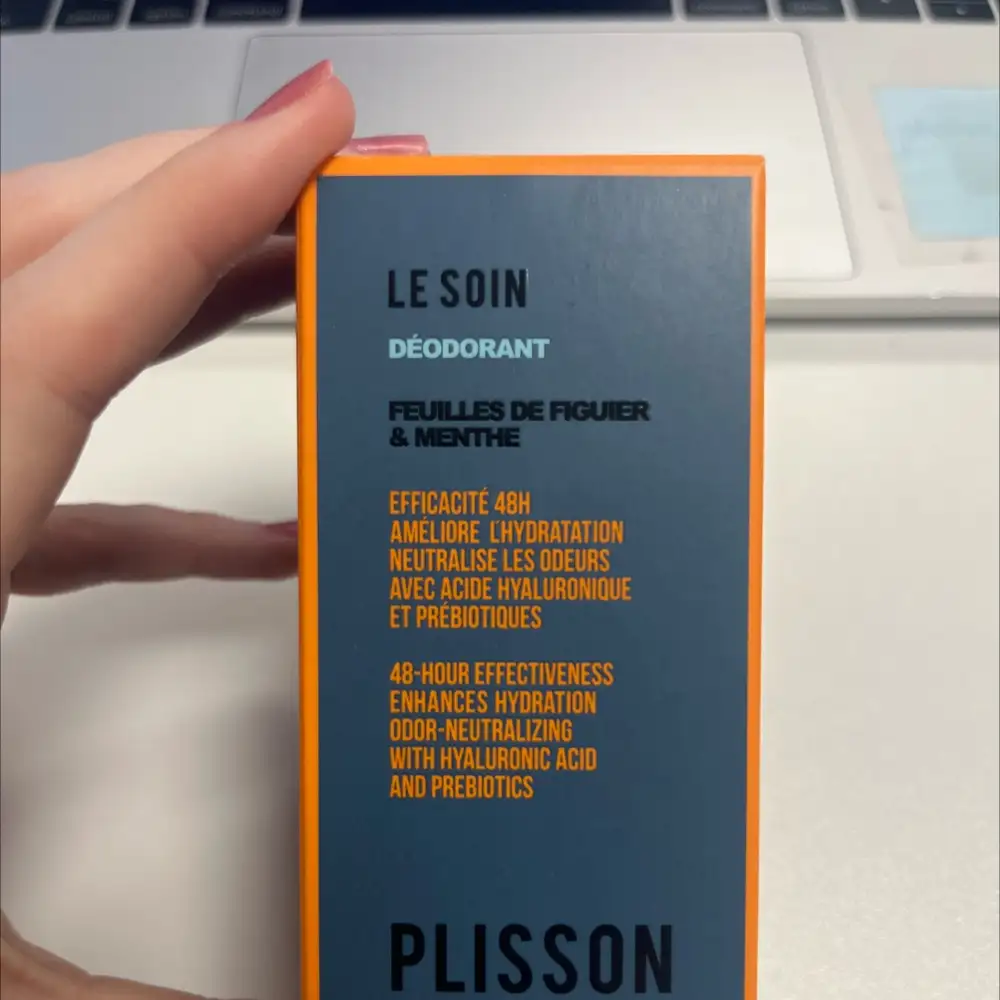 LE SOIN
DÉODORANT
FEUILLES DE FIGUIER
& MENTHE
EFFICACITÉ 48H
AMÉLIORE L'HYDRATATION
NEUTRALISE LES ODEURS
AVEC ACIDE HYALURONIQUE
ET PRÉBIOTIQUES
48-HOUR EFFECTIVENESS
ENHANCES HYDRATION
ODOR-NEUTRALIZING
WITH HYALURONIC ACID
AND PREBIOTICS
PLISSON